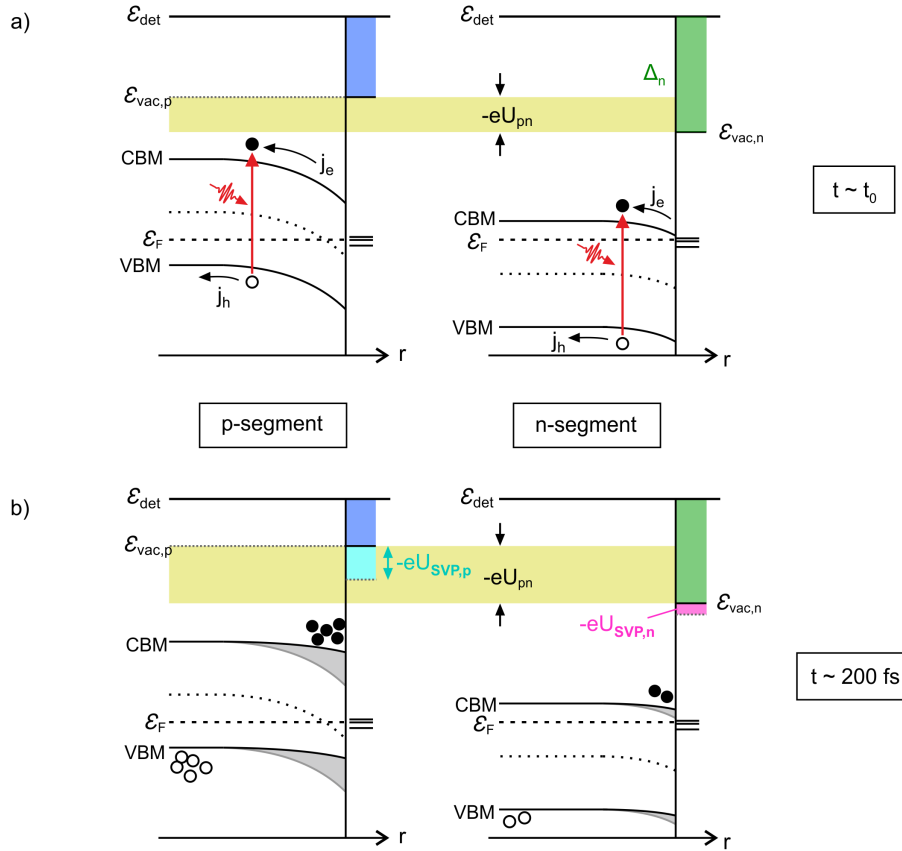 a)
ℰdet
ℰdet
Δn
ℰvac,p
-eUpn
ℰvac,n
CBM
je
t ~ t0
je
CBM
ℰF
ℰF
VBM
jh
VBM
jh
r
r
p-segment
n-segment
b)
ℰdet
ℰdet
ℰvac,p
-eUSVP,p
-eUpn
ℰvac,n
-eUSVP,n
CBM
t ~ 200 fs
CBM
ℰF
ℰF
VBM
VBM
r
r